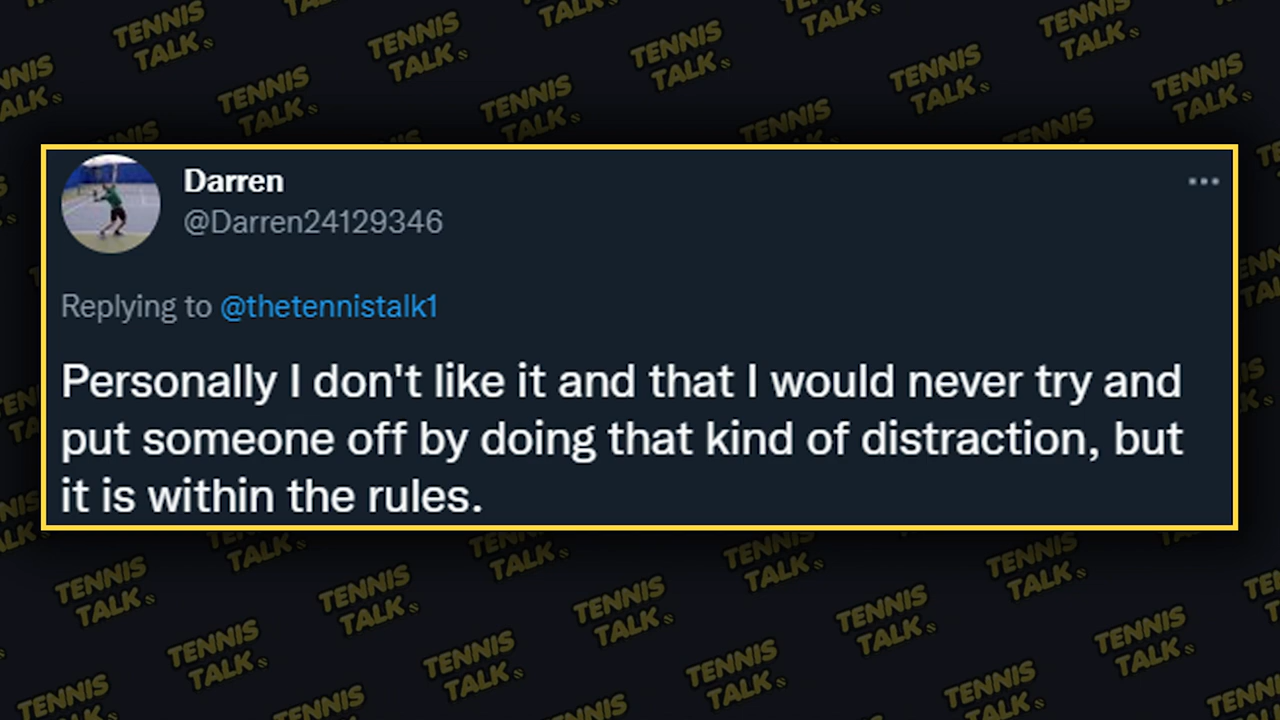 Darren
@Darren24129346
Replying to @thetennistalk1
Personally I don't like it and that I would never try and
put someone off by doing that kind of distraction, but
it is within the rules.
TENNIS
TALK